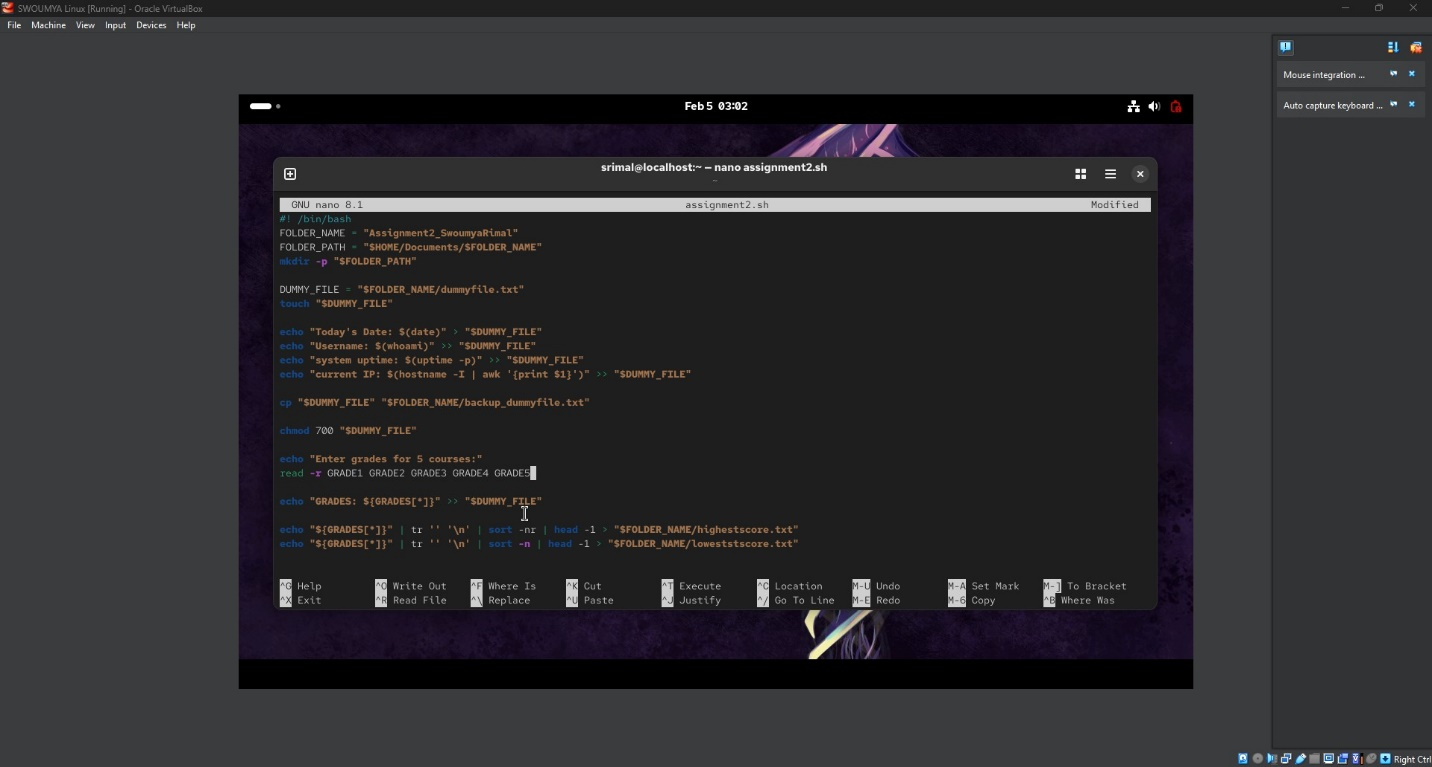 SWOUMYA Linux [Running] - Oracle VirtualBox
File Machine View Input Devices Help
Mouse integration ...
Auto capture keyboard ...
Feb 5 03:02
srimal@localhost:~ — nano assignment2.sh
GNU nano 8.1 assignment2.sh Modified
#! /bin/bash
FOLDER_NAME = "Assignment2_SwoumyaRimal"
FOLDER_PATH = "$HOME/Documents/$FOLDER_NAME"
mkdir -p "$FOLDER_PATH"
DUMMY_FILE = "$FOLDER_NAME/dummyfile.txt"
touch "$DUMMY_FILE"
echo "Today's Date: $(date)" > "$DUMMY_FILE"
echo "Username: $(whoami)" >> "$DUMMY_FILE"
echo "system uptime: $(uptime -p)" >> "$DUMMY_FILE"
echo "current IP: $(hostname -I | awk '{print $1}')" >> "$DUMMY_FILE"
cp "$DUMMY_FILE" "$FOLDER_NAME/backup_dummyfile.txt"
chmod 700 "$DUMMY_FILE"
echo "Enter grades for 5 courses:"
read -r GRADE1 GRADE2 GRADE3 GRADE4 GRADE5
echo "GRADES: ${GRADES[*]}" >> "$DUMMY_FILE"
echo "${GRADES[*]}" | tr '' '\n' | sort -nr | head -1 > "$FOLDER_NAME/highestscore.txt"
echo "${GRADES[*]}" | tr '' '\n' | sort -n | head -1 > "$FOLDER_NAME/loweststscore.txt"
^G Help ^O Write Out ^F Where Is ^K Cut ^T Execute ^C Location M-U Undo M-A Set Mark M-] To Bracket
^X Exit ^R Read File ^\ Replace ^U Paste ^J Justify ^/ Go To Line M-E Redo M-6 Copy ^B Where Was
Right Ctrl